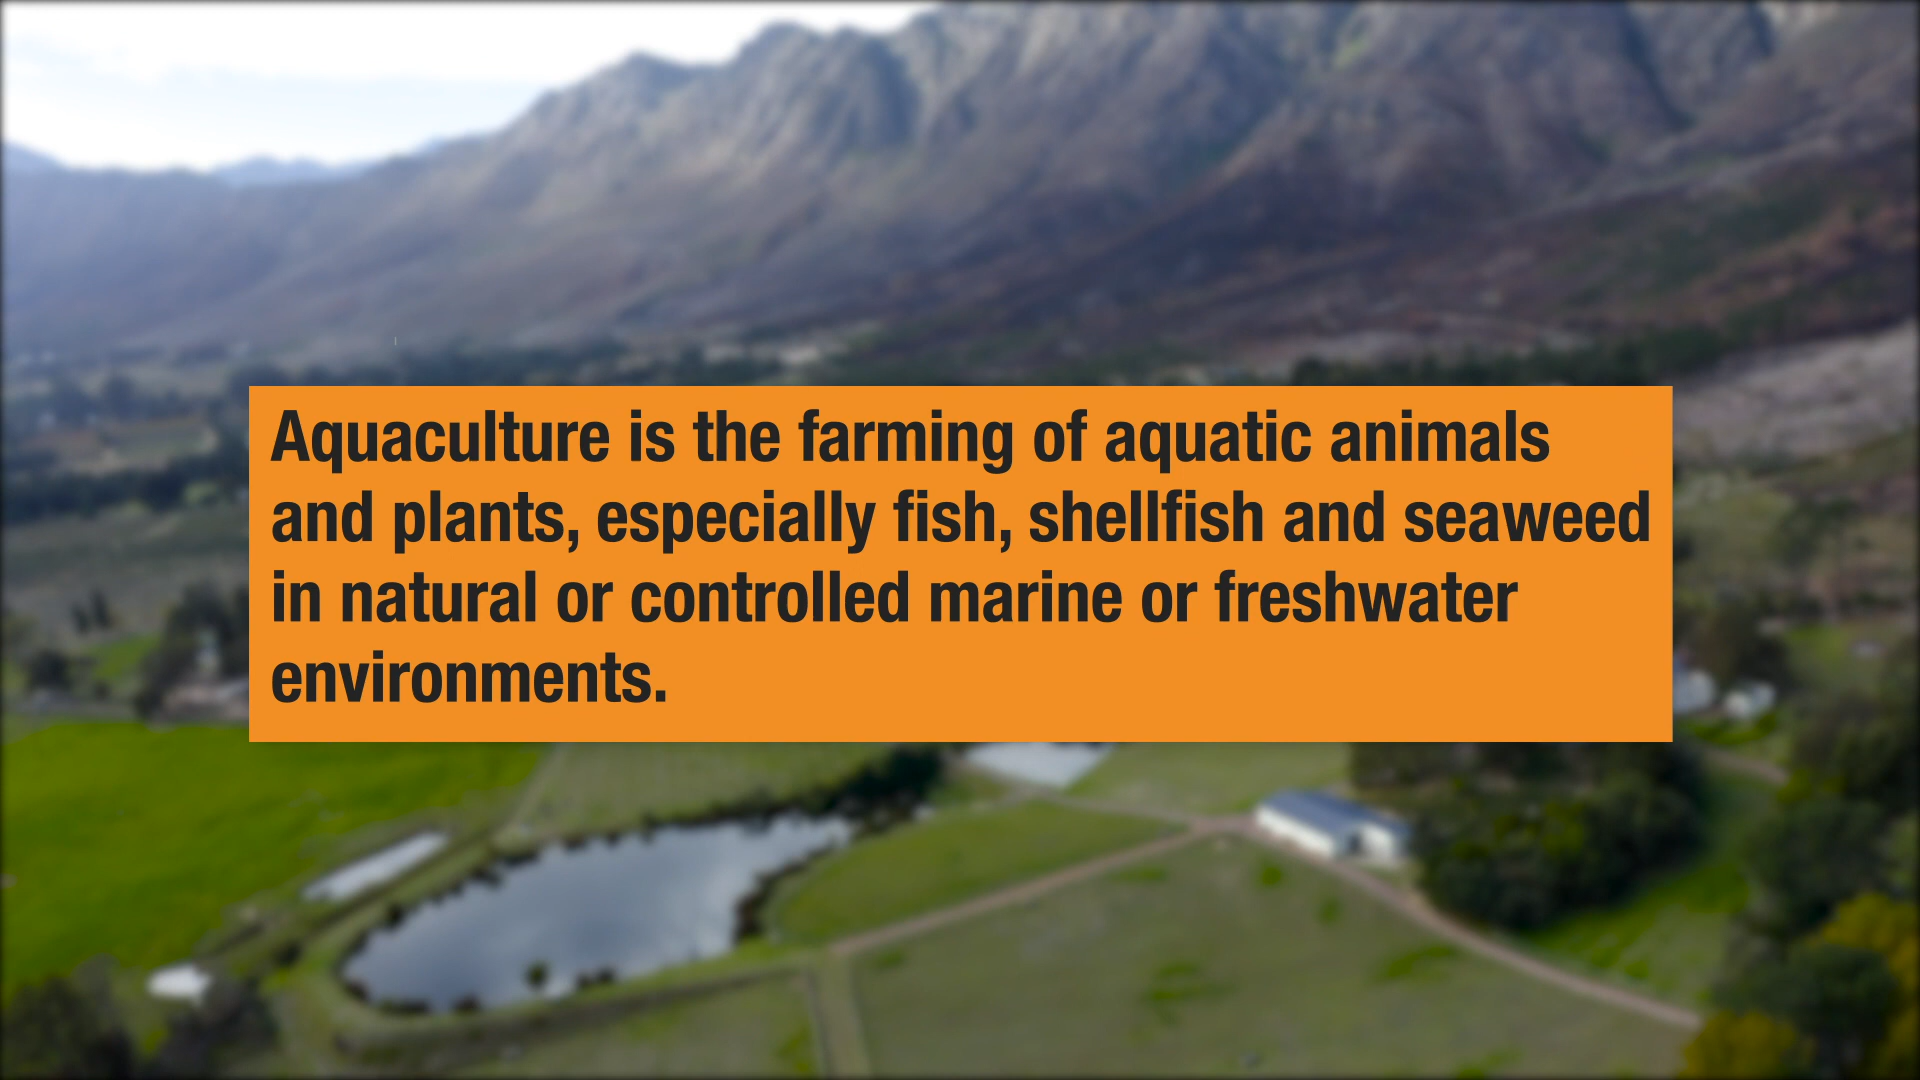 Aquaculture is the farming of aquatic animals
and plants, especially fish, shellfish and seaweed
in natural or controlled marine or freshwater
environments.